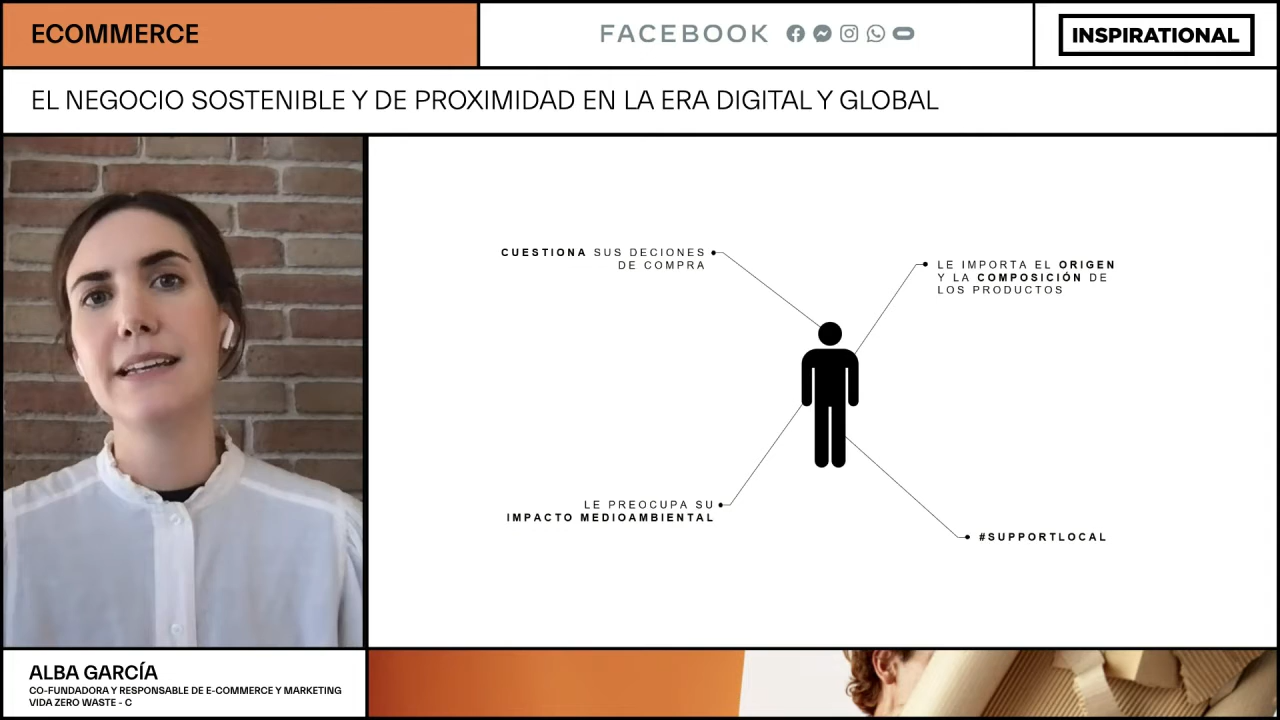 ECOMMERCE
FACEBOOK
INSPIRATIONAL
EL NEGOCIO SOSTENIBLE Y DE PROXIMIDAD EN LA ERA DIGITAL Y GLOBAL
CUESTIONA SUS DECIONES
DE COMPRA
LE IMPORTA EL ORIGEN
Y LA COMPOSICIÓN DE
LOS PRODUCTOS
LE PREOCUPA SU
IMPACTO MEDIOAMBIENTAL
#SUPPORTLOCAL
ALBA GARCÍA
CO-FUNDADORA Y RESPONSABLE DE E-COMMERCE Y MARKETING
VIDA ZERO WASTE - C